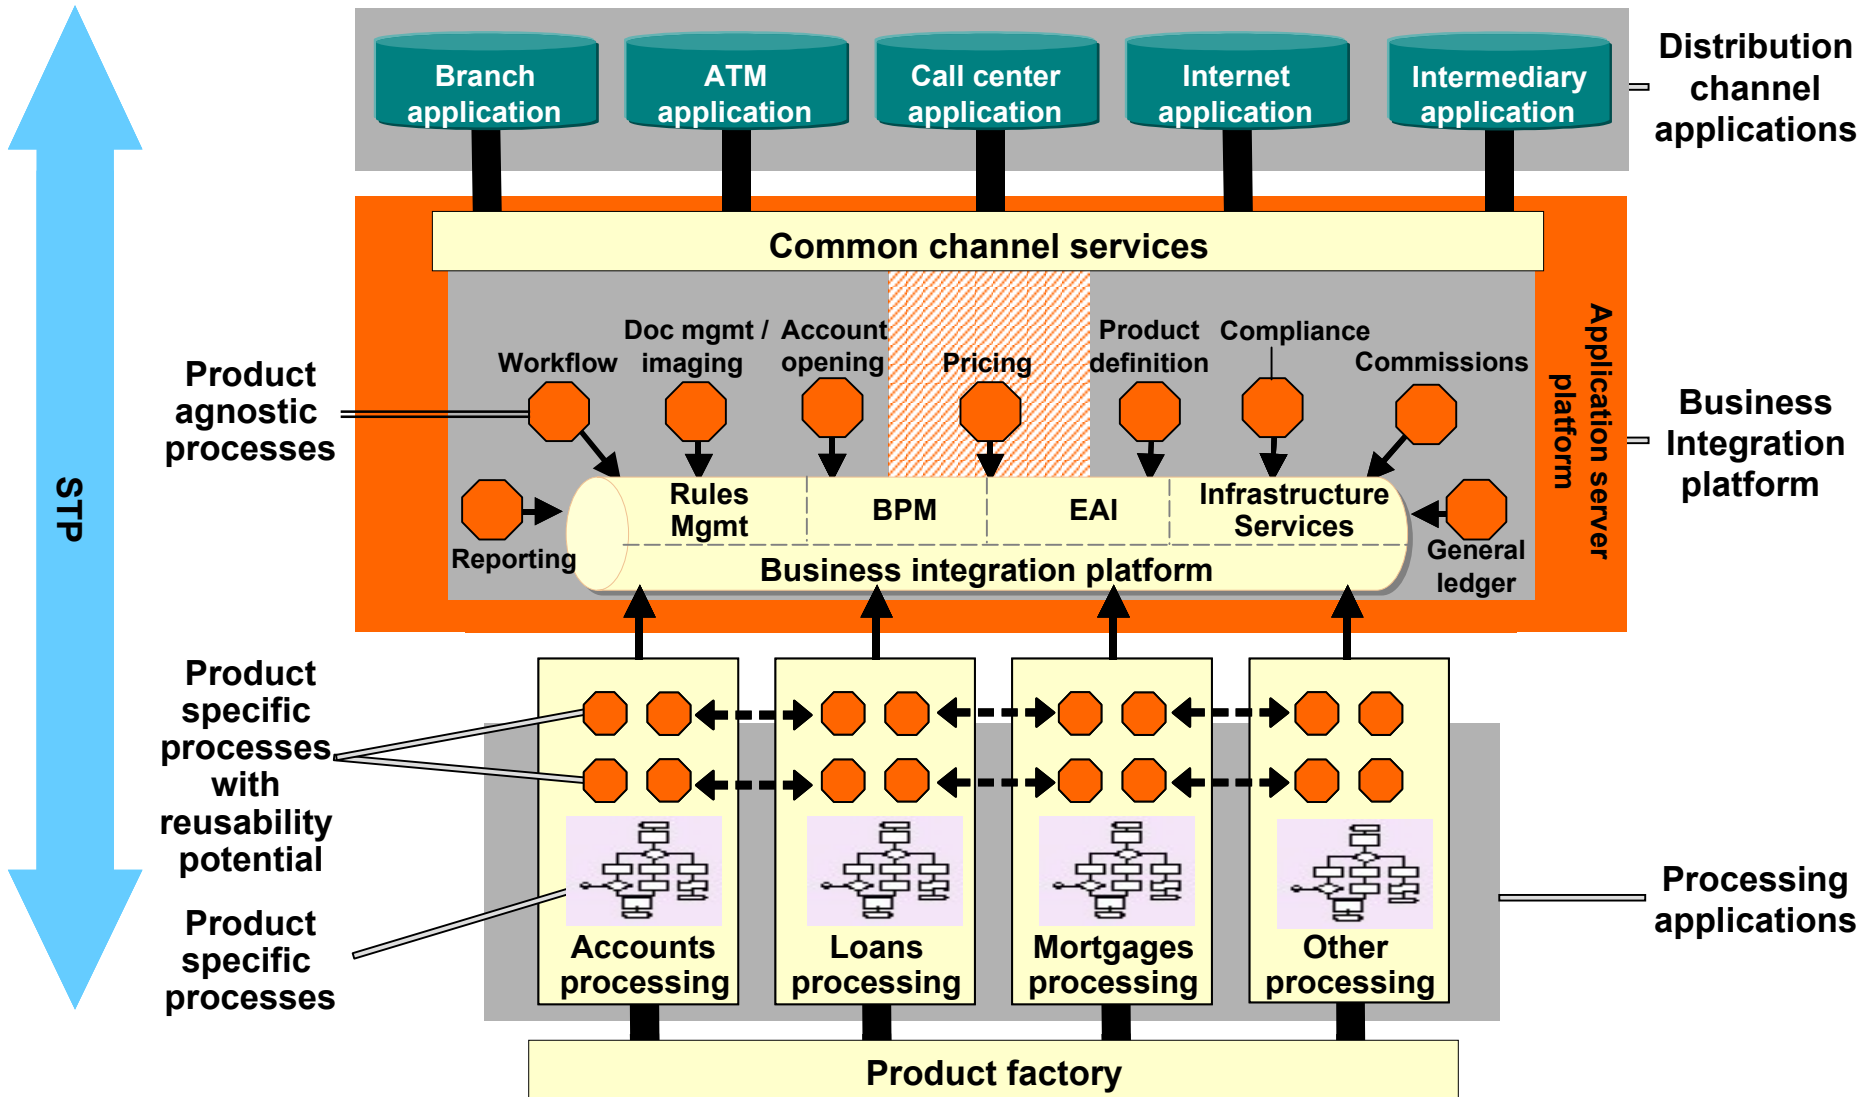 Branch
application
ATM
application
Call center
application
Internet
application
Intermediary
application
Distribution
channel
applications
Common channel services
Workflow
Doc mgmt /
imaging
Account
opening
Pricing
Product
definition
Compliance
Commissions
Application server
platform
Product
agnostic
processes
Business
Integration
platform
STP
Reporting
Rules
Mgmt
BPM
EAI
Infrastructure
Services
Business integration platform
General
ledger
Product
specific
processes
with
reusability
potential
Product
specific
processes
Accounts
processing
Loans
processing
Mortgages
processing
Other
processing
Processing
applications
Product factory